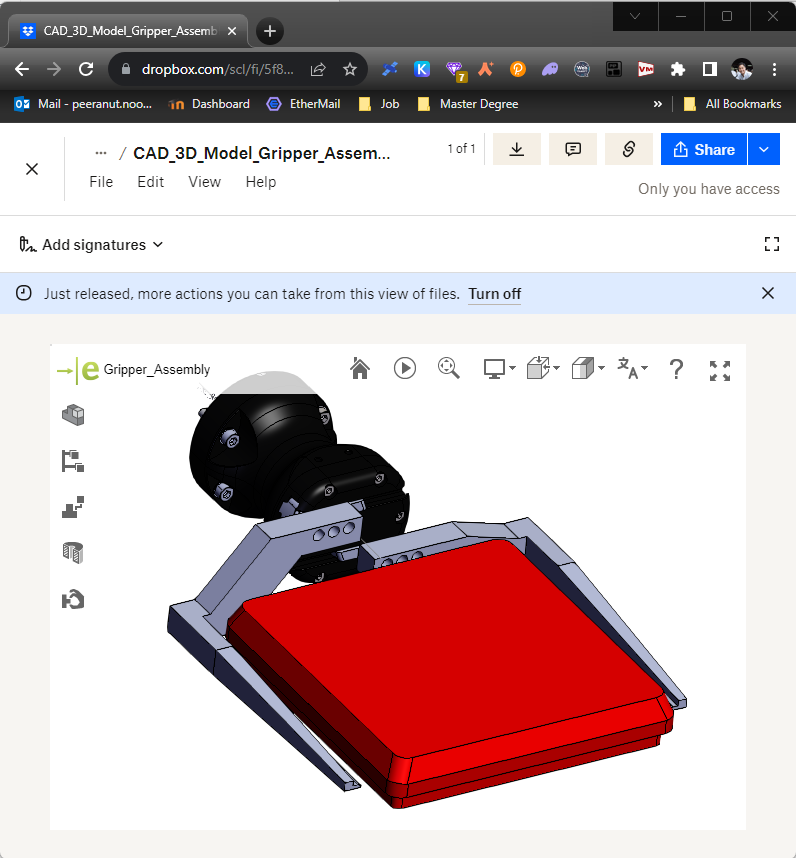 CAD_3D_Model_Gripper_Assemb
dropbox.com/scl/fi/5f8...
7
Mail - peeranut.noo... Dashboard EtherMail Job Master Degree » All Bookmarks
... / CAD_3D_Model_Gripper_Assem... 1 of 1 Share
File Edit View Help
Only you have access
Add signatures
Just released, more actions you can take from this view of files. Turn off
e Gripper_Assembly